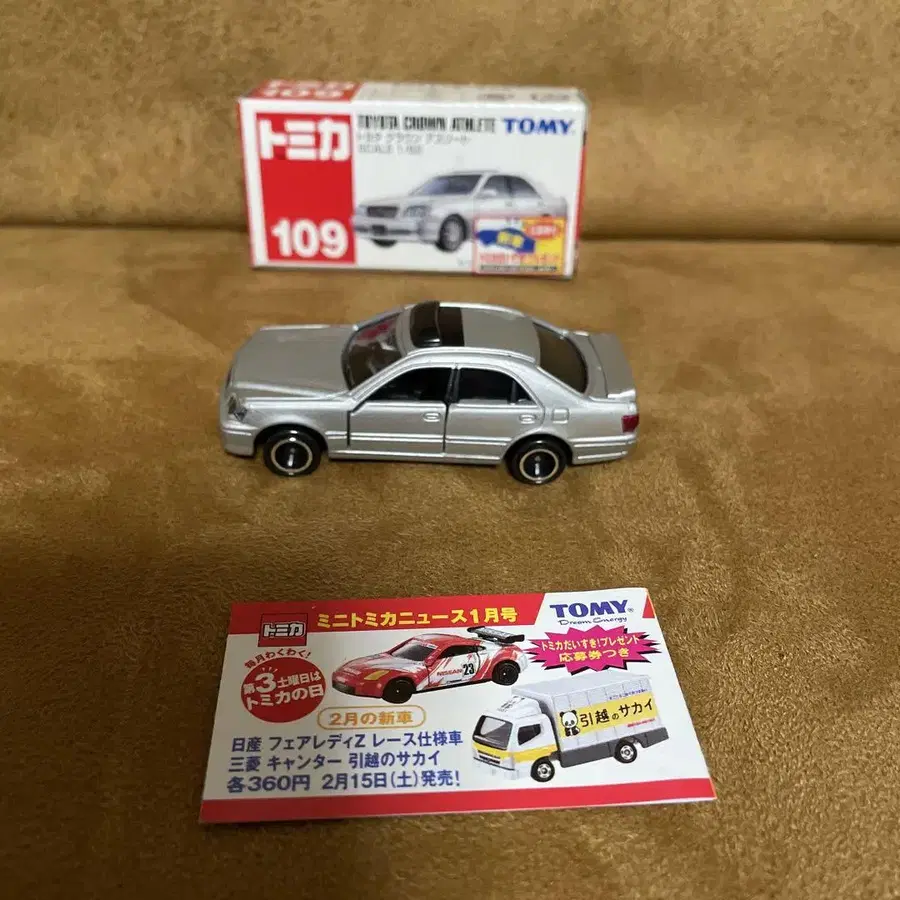 トミカ
109
トミカ
109
TOYOTA CROWN ATHLETE
トヨタ クラウン アスリート
TOMY
トミカ
ミニトミカニュース1月号
TOMY®
Dream Energy
毎月わくわく!
第3土曜日は
トミカの日
トミカだいすき!プレゼント
応募券つき
NISSAN
23
引越のサカイ
2月の新車
日産 フェアレディZ レース仕様車
三菱 キャンター 引越のサカイ
各360円 2月15日(土)発売!